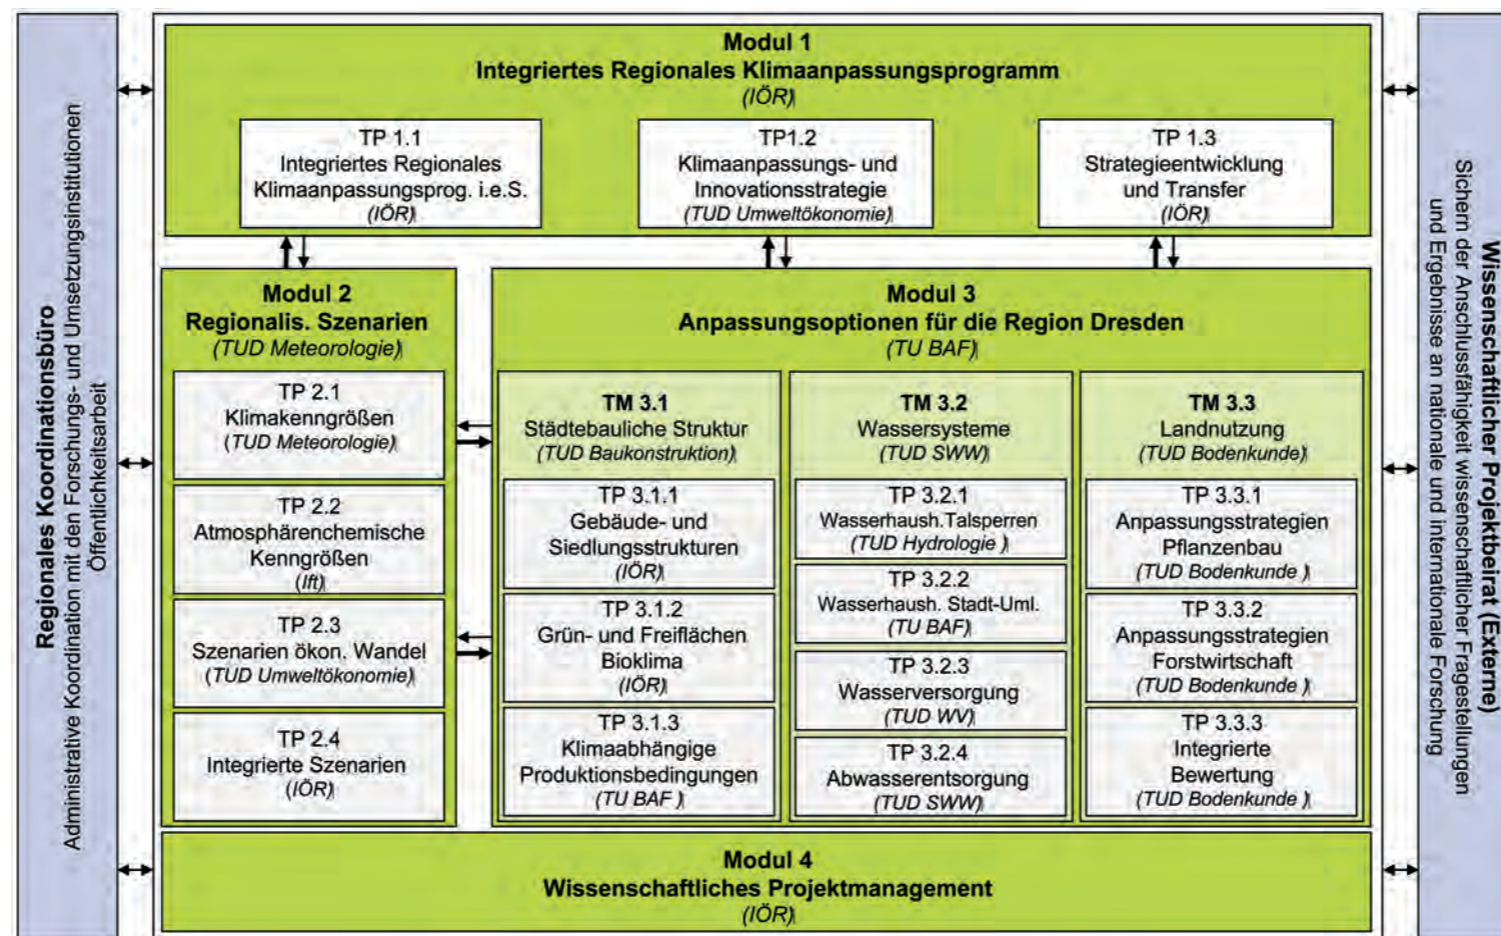 Regionales Koordinationsbüro
Administrative Koordination mit den Forschungs- und Umsetzungsinstitutionen
Öffentlichkeitsarbeit
Modul 1
Integriertes Regionales Klimaanpassungsprogramm
(IÖR)
TP 1.1
Integriertes Regionales
Klimaanpassungsprog. i.e.S.
(IÖR)
TP1.2
Klimaanpassungs- und
Innovationsstrategie
(TUD Umweltökonomie)
TP 1.3
Strategieentwicklung
und Transfer
(IÖR)
Modul 2
Regionalis. Szenarien
(TUD Meteorologie)
TP 2.1
Klimakenngrößen
(TUD Meteorologie)
TP 2.2
Atmosphärenchemische
Kenngrößen
(Ift)
TP 2.3
Szenarien ökon. Wandel
(TUD Umweltökonomie)
TP 2.4
Integrierte Szenarien
(IÖR)
Modul 3
Anpassungsoptionen für die Region Dresden
(TU BAF)
TM 3.1
Städtebauliche Struktur
(TUD Baukonstruktion)
TP 3.1.1
Gebäude- und
Siedlungsstrukturen
(IÖR)
TP 3.1.2
Grün- und Freiflächen
Bioklima
(IÖR)
TP 3.1.3
Klimaabhängige
Produktionsbedingungen
(TU BAF )
TM 3.2
Wassersysteme
(TUD SWW)
TP 3.2.1
Wasserhaush.Talsperren
(TUD Hydrologie )
TP 3.2.2
Wasserhaush. Stadt-Uml.
(TU BAF)
TP 3.2.3
Wasserversorgung
(TUD WV)
TP 3.2.4
Abwasserentsorgung
(TUD SWW)
TM 3.3
Landnutzung
(TUD Bodenkunde)
TP 3.3.1
Anpassungsstrategien
Pflanzenbau
(TUD Bodenkunde )
TP 3.3.2
Anpassungsstrategien
Forstwirtschaft
(TUD Bodenkunde )
TP 3.3.3
Integrierte
Bewertung
(TUD Bodenkunde )
Modul 4
Wissenschaftliches Projektmanagement
(IÖR)
Wissenschaftlicher Projektbeirat (Externe)
Sichern der Anschlussfähigkeit wissenschaftlicher Fragestellungen
und Ergebnisse an nationale und internationale Forschung